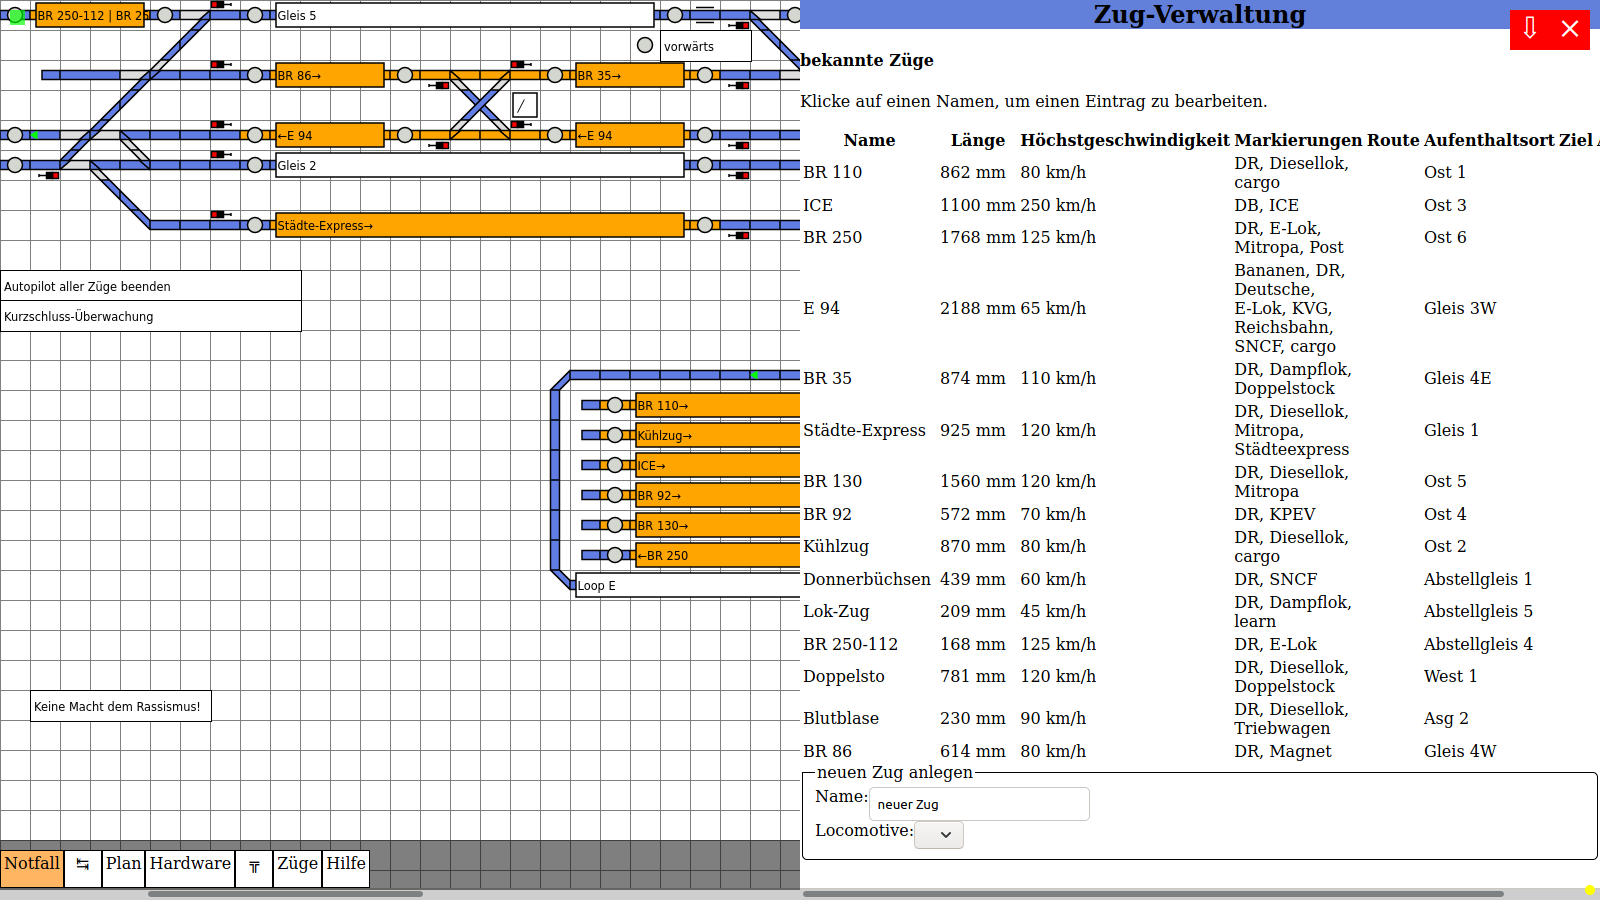 BR 250-112 | BR 25
Gleis 5
vorwärts
BR 86→
BR 35→
←E 94
←E 94
Gleis 2
Städte-Express→
Autopilot aller Züge beenden
Kurzschluss-Überwachung
BR 110→
Kühlzug→
ICE→
BR 92→
BR 130→
←BR 250
Loop E
Keine Macht dem Rassismus!
Notfall ↹ Plan Hardware ╦ Züge Hilfe
Zug-Verwaltung
⇩ ✕
bekannte Züge
Klicke auf einen Namen, um einen Eintrag zu bearbeiten.
Name Länge Höchstgeschwindigkeit Markierungen Route Aufenthaltsort Ziel
BR 110 862 mm 80 km/h DR, Diesellok, cargo Ost 1
ICE 1100 mm 250 km/h DB, ICE Ost 3
BR 250 1768 mm 125 km/h DR, E-Lok, Mitropa, Post Ost 6
E 94 2188 mm 65 km/h Bananen, DR, Deutsche, E-Lok, KVG, Reichsbahn, SNCF, cargo Gleis 3W
BR 35 874 mm 110 km/h DR, Dampflok, Doppelstock Gleis 4E
Städte-Express 925 mm 120 km/h DR, Diesellok, Mitropa, Städteexpress Gleis 1
BR 130 1560 mm 120 km/h DR, Diesellok, Mitropa Ost 5
BR 92 572 mm 70 km/h DR, KPEV Ost 4
Kühlzug 870 mm 80 km/h DR, Diesellok, cargo Ost 2
Donnerbüchsen 439 mm 60 km/h DR, SNCF Abstellgleis 1
Lok-Zug 209 mm 45 km/h DR, Dampflok, learn Abstellgleis 5
BR 250-112 168 mm 125 km/h DR, E-Lok Abstellgleis 4
Doppelsto 781 mm 120 km/h DR, Diesellok, Doppelstock West 1
Blutblase 230 mm 90 km/h DR, Diesellok, Triebwagen Asg 2
BR 86 614 mm 80 km/h DR, Magnet Gleis 4W
neuen Zug anlegen
Name: neuer Zug
Locomotive: